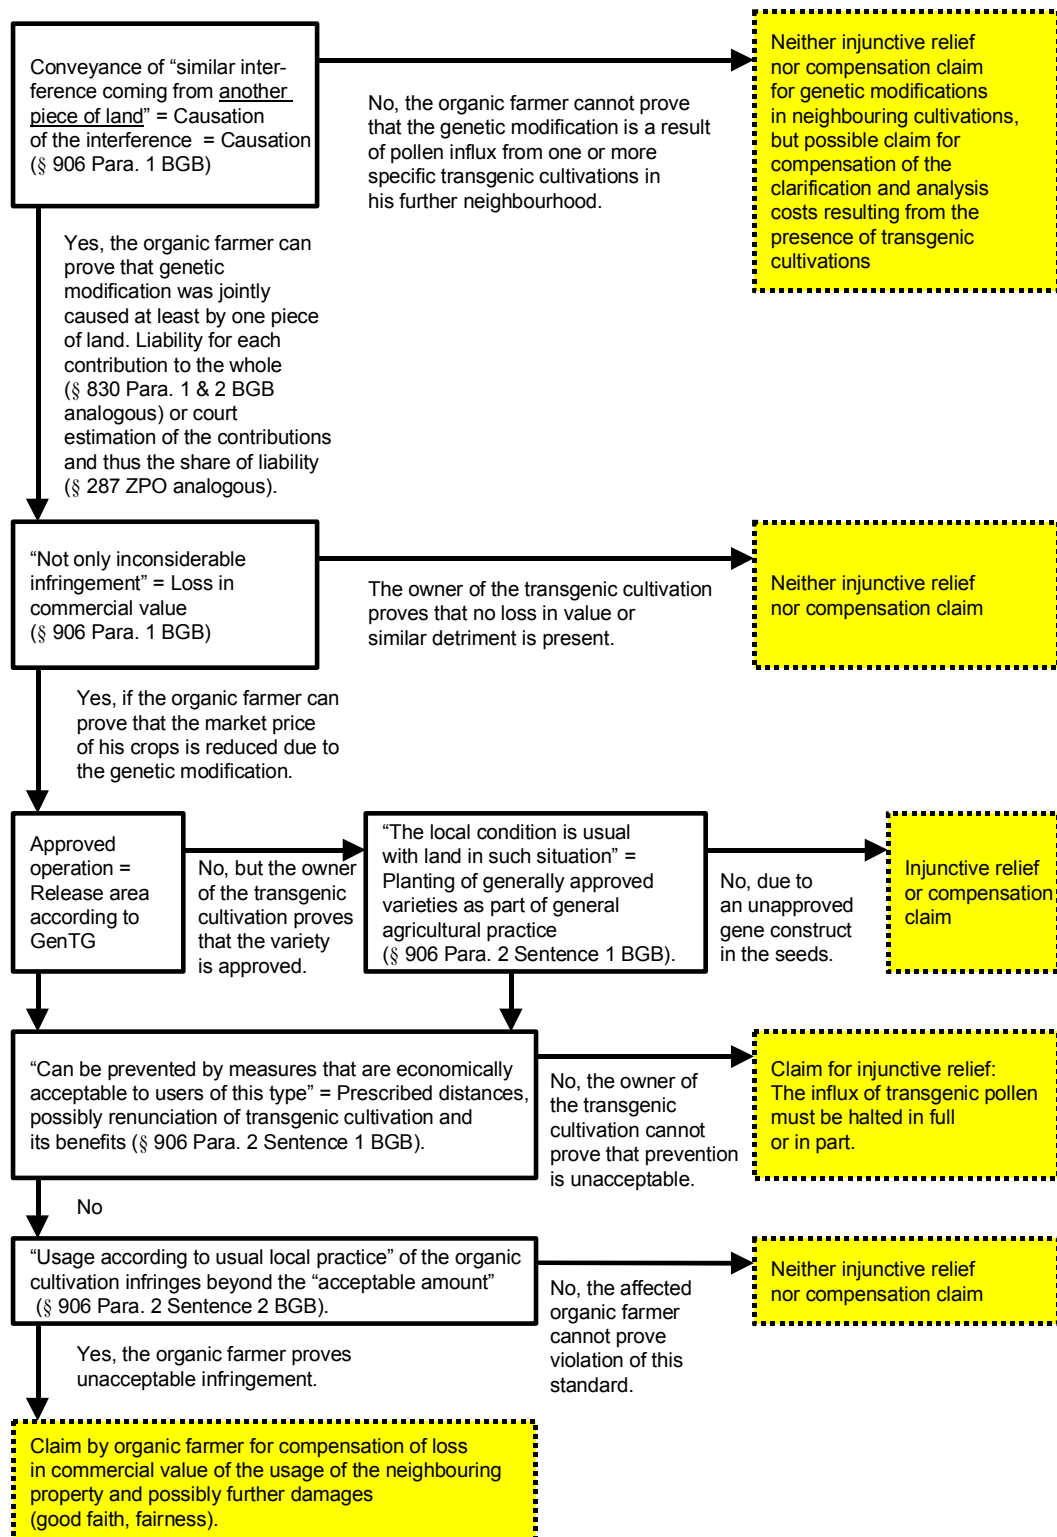 Conveyance of “similar inter-
ference coming from another
piece of land” = Causation
of the interference  = Causation
(§ 906 Para. 1 BGB)
No, the organic farmer cannot prove
that the genetic modification is a result
of pollen influx from one or more
specific transgenic cultivations in
his further neighbourhood.
Neither injunctive relief
nor compensation claim
for genetic modifications
in neighbouring cultivations,
but possible claim for
compensation of the
clarification and analysis
costs resulting from the
presence of transgenic
cultivations
Yes, the organic farmer can
prove that genetic
modification was jointly
caused at least by one piece
of land. Liability for each
contribution to the whole
(§ 830 Para. 1 & 2 BGB
analogous) or court
estimation of the contributions
and thus the share of liability
(§ 287 ZPO analogous).
“Not only inconsiderable
infringement” = Loss in
commercial value
(§ 906 Para. 1 BGB)
The owner of the transgenic cultivation
proves that no loss in value or
similar detriment is present.
Neither injunctive relief
nor compensation claim
Yes, if the organic farmer can
prove that the market price
of his crops is reduced due to
the genetic modification.
Approved
operation =
Release area
according to
GenTG
No, but the owner
of the transgenic
cultivation proves
that the variety
is approved.
“The local condition is usual
with land in such situation” =
Planting of generally approved
varieties as part of general
agricultural practice
(§ 906 Para. 2 Sentence 1 BGB).
No, due to
an unapproved
gene construct
in the seeds.
Injunctive relief
or compensation
claim
“Can be prevented by measures that are economically
acceptable to users of this type” = Prescribed distances,
possibly renunciation of transgenic cultivation and
its benefits (§ 906 Para. 2 Sentence 1 BGB).
No, the owner of
the transgenic
cultivation cannot
prove that prevention
is unacceptable.
Claim for injunctive relief:
The influx of transgenic pollen
must be halted in full
or in part.
No
“Usage according to usual local practice” of the organic
cultivation infringes beyond the “acceptable amount”
(§ 906 Para. 2 Sentence 2 BGB).
No, the affected
organic farmer
cannot prove
violation of this
standard.
Neither injunctive relief
nor compensation claim
Yes, the organic farmer proves
unacceptable infringement.
Claim by organic farmer for compensation of loss
in commercial value of the usage of the neighbouring
property and possibly further damages
(good faith, fairness).